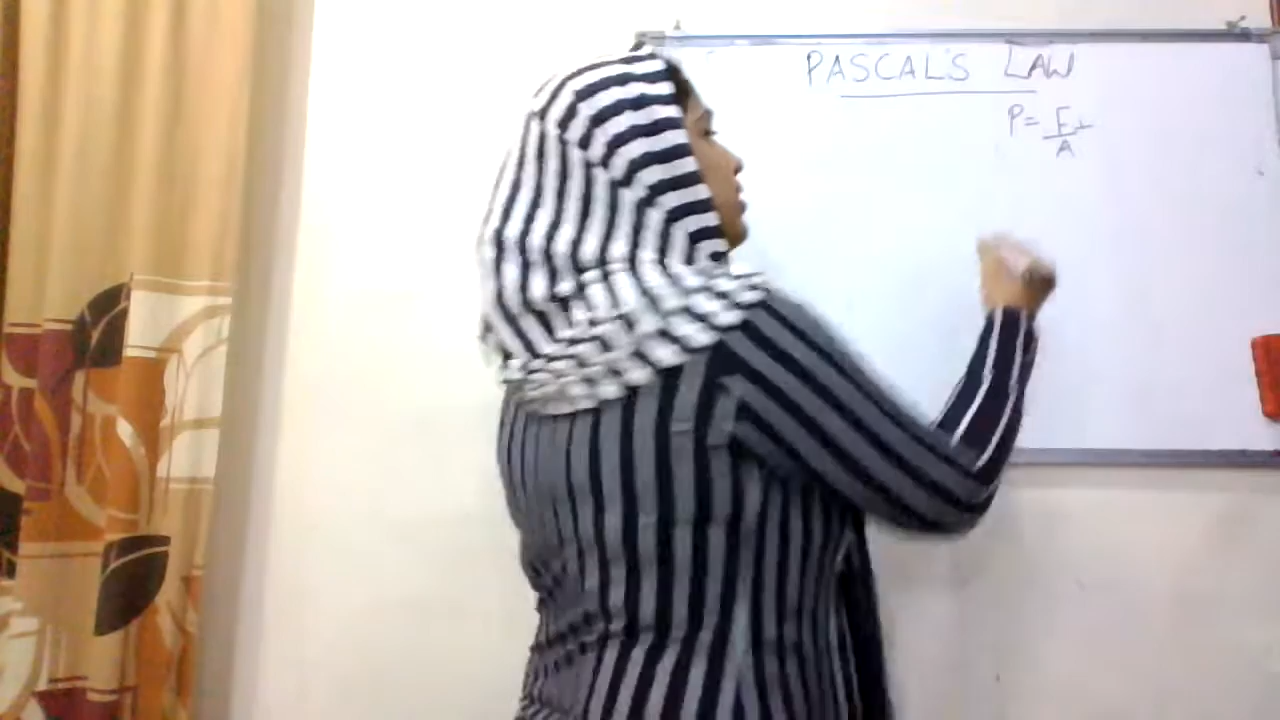 PASCAL'S LAW
P = F⊥
A